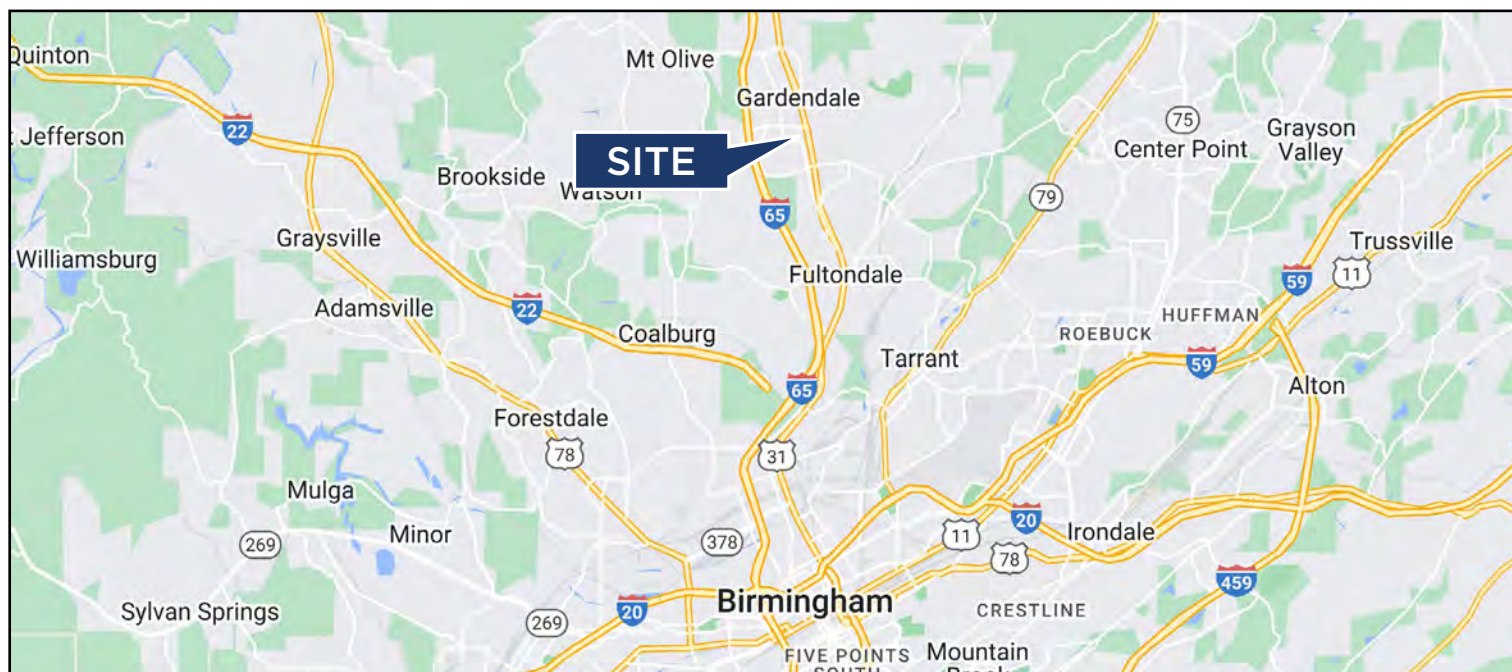 Quinton
Mt Olive
Gardendale
22
Jefferson
75
Grayson
Valley
Center Point
SITE
Brookside
Watson
79
65
Graysville
Trussville
Williamsburg
Fultondale
11
59
22
Adamsville
HUFFMAN
Coalburg
ROEBUCK
Tarrant
59
65
Alton
Forestdale
78
31
Mulga
20
Minor
378
11
Irondale
269
78
459
Birmingham
20
Sylvan Springs
269
CRESTLINE
FIVE POINTS
SOUTH
Mountain
Brook